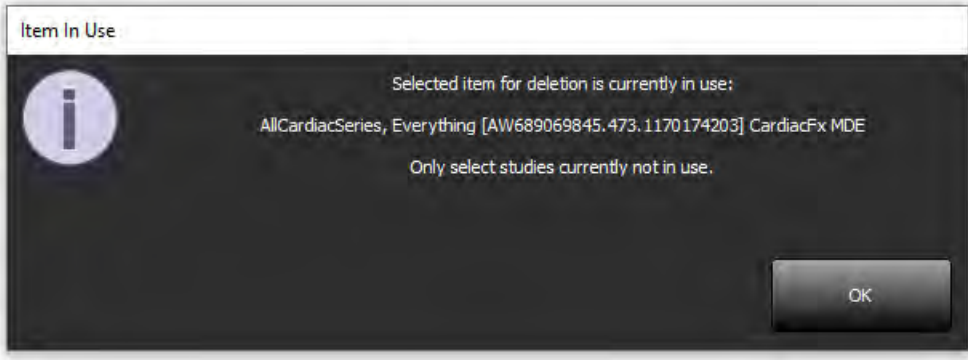 Item In Use
Selected item for deletion is currently in use:
AllCardiacSeries, Everything [AW689069845.473.1170174203] CardiacFx MDE
Only select studies currently not in use.
OK